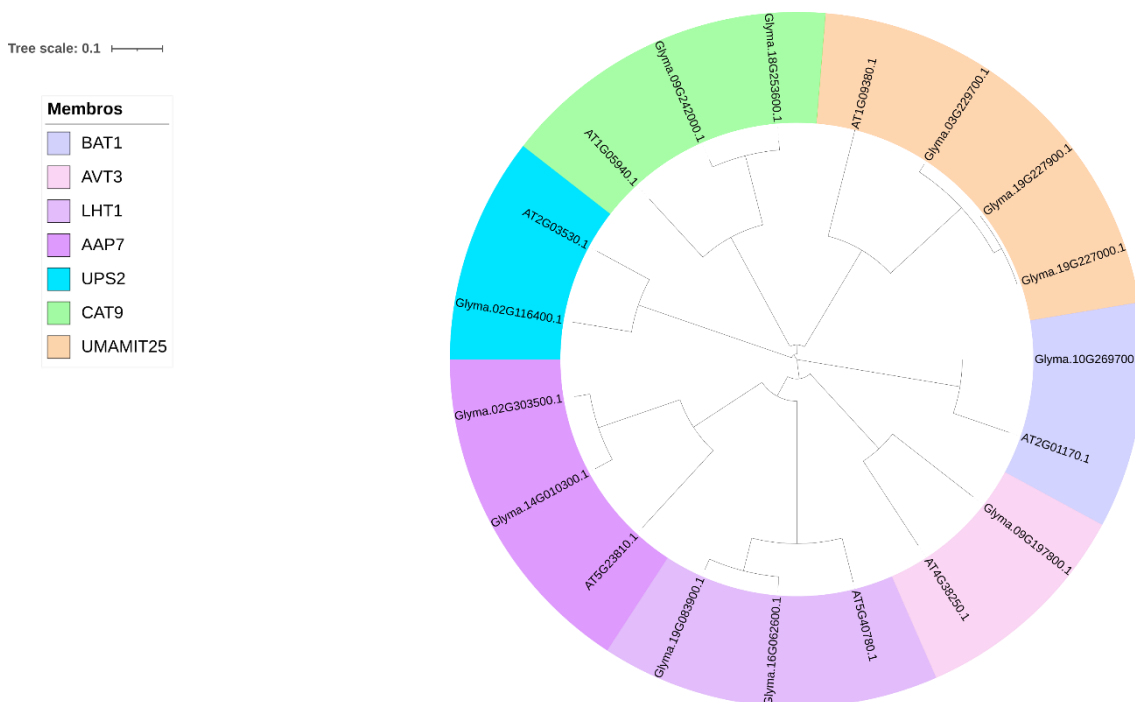 Tree scale: 0.1
Membros
BAT1
AVT3
LHT1
AAP7
UPS2
CAT9
UMAMIT25
Glyma.18G253600.1
Glyma.09G242000.1
AT1G05940.1
AT2G03530.1
Glyma.02G116400.1
Glyma.02G303500.1
Glyma.14G010300.1
AT5G23810.1
Glyma.19G083900.1
Glyma.16G062600.1
AT5G40780.1
AT4G38250.1
Glyma.09G197800.1
AT2G01170.1
Glyma.10G269700.
Glyma.19G227000.1
Glyma.19G227900.1
Glyma.03G229700.1
AT1G09380.1